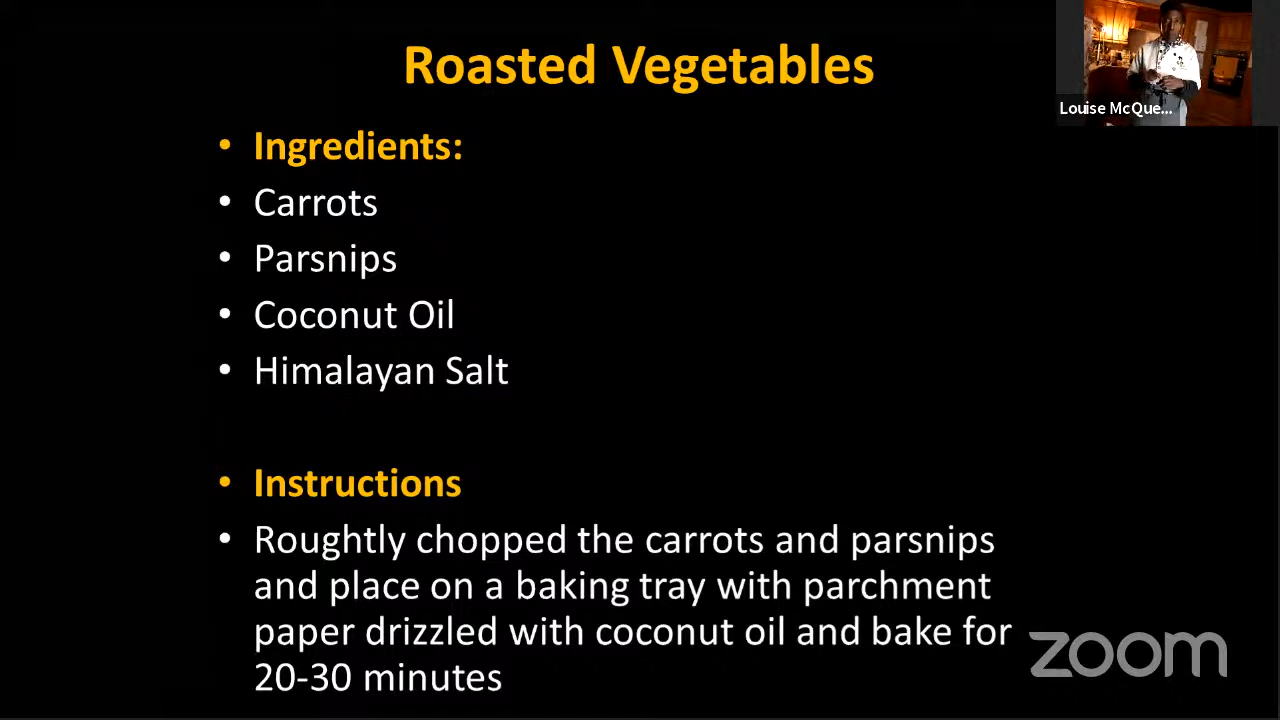 Roasted Vegetables
Louise McQue...
• Ingredients:
• Carrots
• Parsnips
• Coconut Oil
• Himalayan Salt
• Instructions
• Roughtly chopped the carrots and parsnips
and place on a baking tray with parchment
paper drizzled with coconut oil and bake for
20-30 minutes
zoom